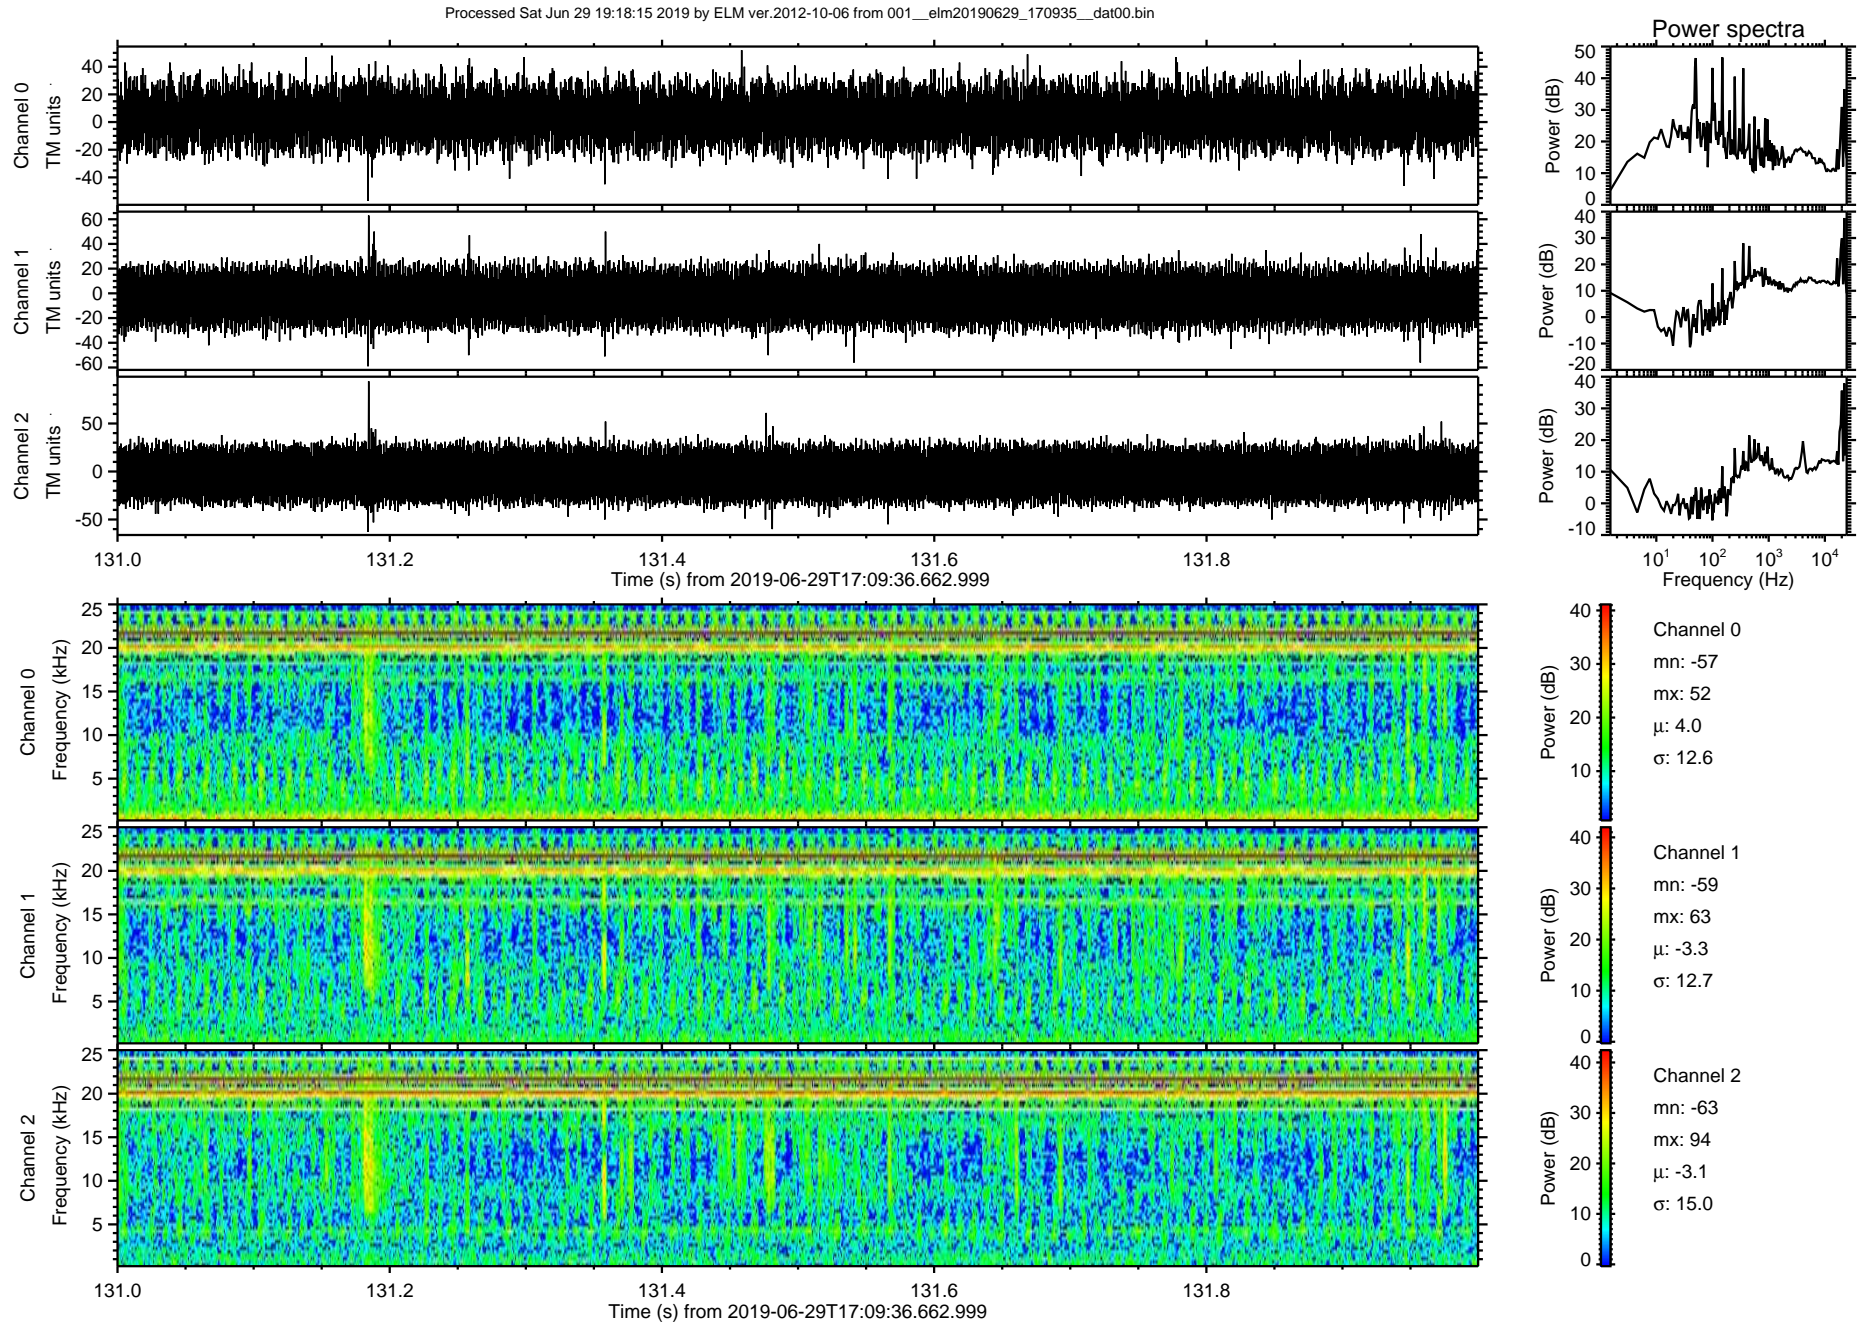 Processed Sat Jun 29 19:18:15 2019 by ELM ver.2012-10-06 from 001__elm20190629_170935__dat00.bin
Power spectra
Channel 0
TM units
40
20
0
-20
-40
Power (dB)
50
40
30
20
10
0
Channel 1
TM units
60
40
20
0
-20
-40
-60
Power (dB)
40
30
20
10
0
-10
-20
Channel 2
TM units
50
0
-50
Power (dB)
40
30
20
10
0
-10
131.0 131.2 131.4 131.6 131.8
Time (s) from 2019-06-29T17:09:36.662.999
10¹ 10² 10³ 10⁴
Frequency (Hz)
Channel 0
Frequency (kHz)
25
20
15
10
5
Power (dB)
40
30
20
10
Channel 0
mn: -57
mx: 52
μ: 4.0
σ: 12.6
Channel 1
Frequency (kHz)
25
20
15
10
5
Power (dB)
40
30
20
10
0
Channel 1
mn: -59
mx: 63
μ: -3.3
σ: 12.7
Channel 2
Frequency (kHz)
25
20
15
10
5
Power (dB)
40
30
20
10
0
Channel 2
mn: -63
mx: 94
μ: -3.1
σ: 15.0
131.0 131.2 131.4 131.6 131.8
Time (s) from 2019-06-29T17:09:36.662.999